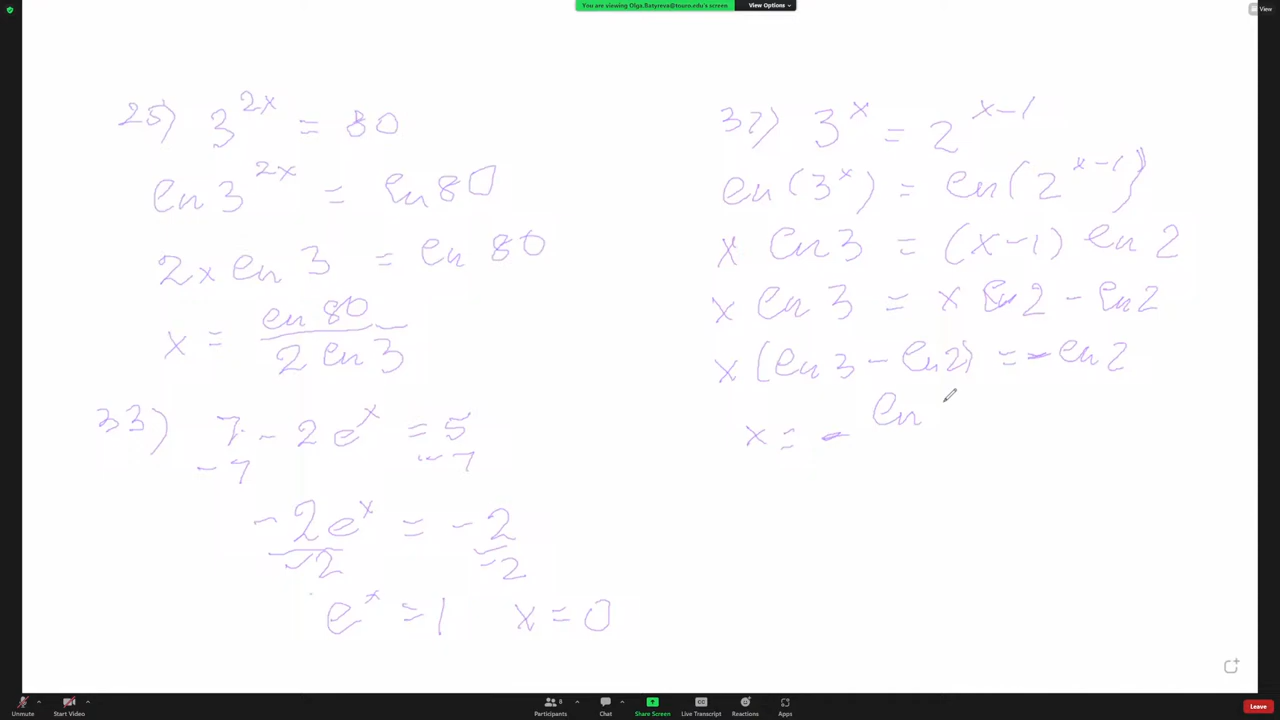 You are viewing Olga.Batyreva@touro.edu's screen View Options
View
25) 3^2x = 80
ln 3^2x = ln 80
2x ln 3 = ln 80
x = ln 80 / 2 ln 3
33) 7 - 2e^x = 5
-7 -7
-2e^x = -2
-2 -2
e^x = 1 x = 0
37) 3^x = 2^x-1
ln(3^x) = ln(2^x-1)
x ln 3 = (x-1) ln 2
x ln 3 = x ln 2 - ln 2
x (ln 3 - ln 2) = - ln 2
x = - ln
Unmute Start Video Participants 8 Chat Share Screen Live Transcript Reactions Apps Leave